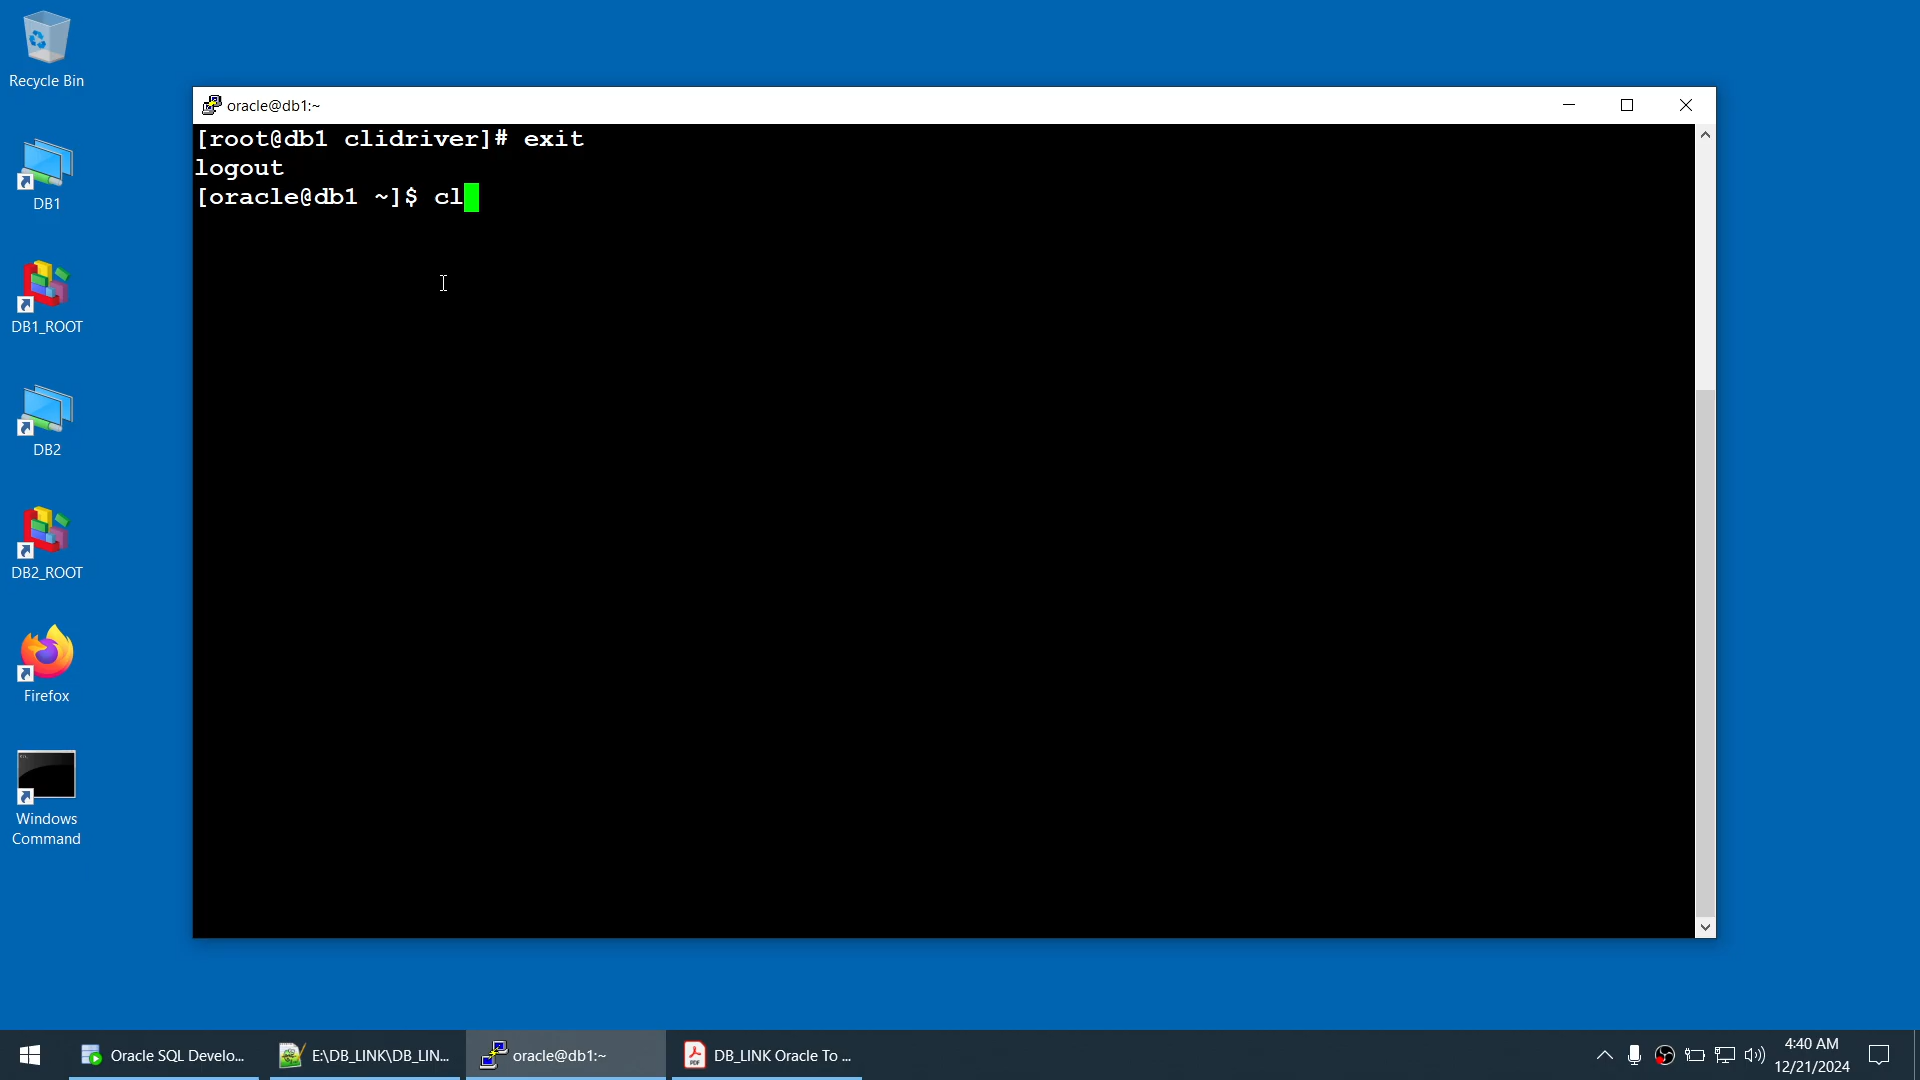 Recycle Bin
DB1
DB1_ROOT
DB2
DB2_ROOT
Firefox
Windows
Command
oracle@db1:~
[root@db1 clidriver]# exit
logout
[oracle@db1 ~]$ cl
Oracle SQL Develo...
E:\DB_LINK\DB_LIN...
oracle@db1:~
DB_LINK Oracle To ...
4:40 AM
12/21/2024